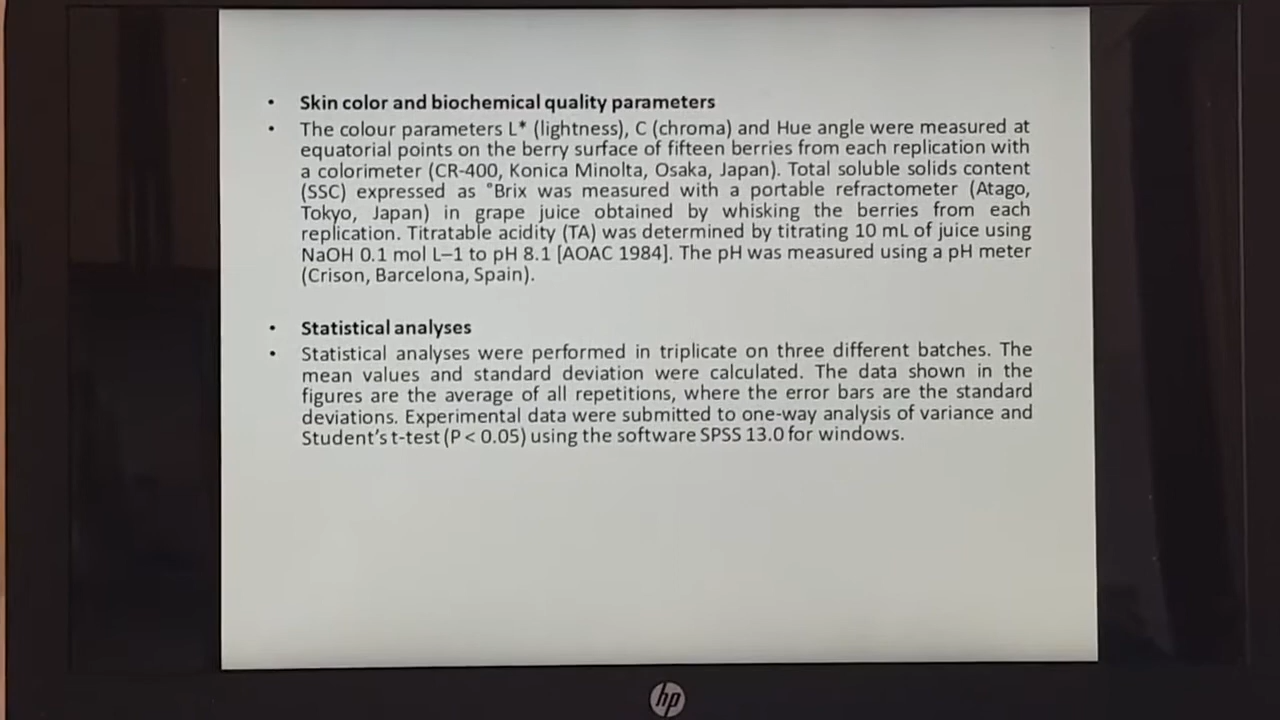 • Skin color and biochemical quality parameters
• The colour parameters L* (lightness), C (chroma) and Hue angle were measured at
equatorial points on the berry surface of fifteen berries from each replication with
a colorimeter (CR-400, Konica Minolta, Osaka, Japan). Total soluble solids content
(SSC) expressed as °Brix was measured with a portable refractometer (Atago,
Tokyo, Japan) in grape juice obtained by whisking the berries from each
replication. Titratable acidity (TA) was determined by titrating 10 mL of juice using
NaOH 0.1 mol L−1 to pH 8.1 [AOAC 1984]. The pH was measured using a pH meter
(Crison, Barcelona, Spain).
• Statistical analyses
• Statistical analyses were performed in triplicate on three different batches. The
mean values and standard deviation were calculated. The data shown in the
figures are the average of all repetitions, where the error bars are the standard
deviations. Experimental data were submitted to one-way analysis of variance and
Student's t-test (P < 0.05) using the software SPSS 13.0 for windows.
hp